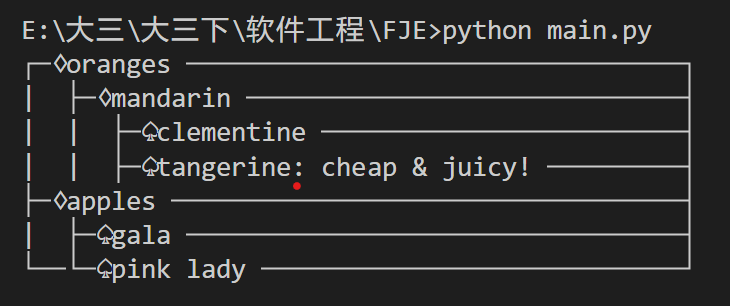 E:\大三\大三下\软件工程\FJE>python main.py
┌─◊oranges ──────────────────────────────────┐
│  ├─◊mandarin ──────────────────────────────┤
│  │  ├─♤clementine ─────────────────────────┤
│  │  ├─♤tangerine: cheap & juicy! ──────────┤
├─◊apples ───────────────────────────────────┤
│  ├─♤gala ──────────────────────────────────┤
└──└─♤pink lady ─────────────────────────────┘